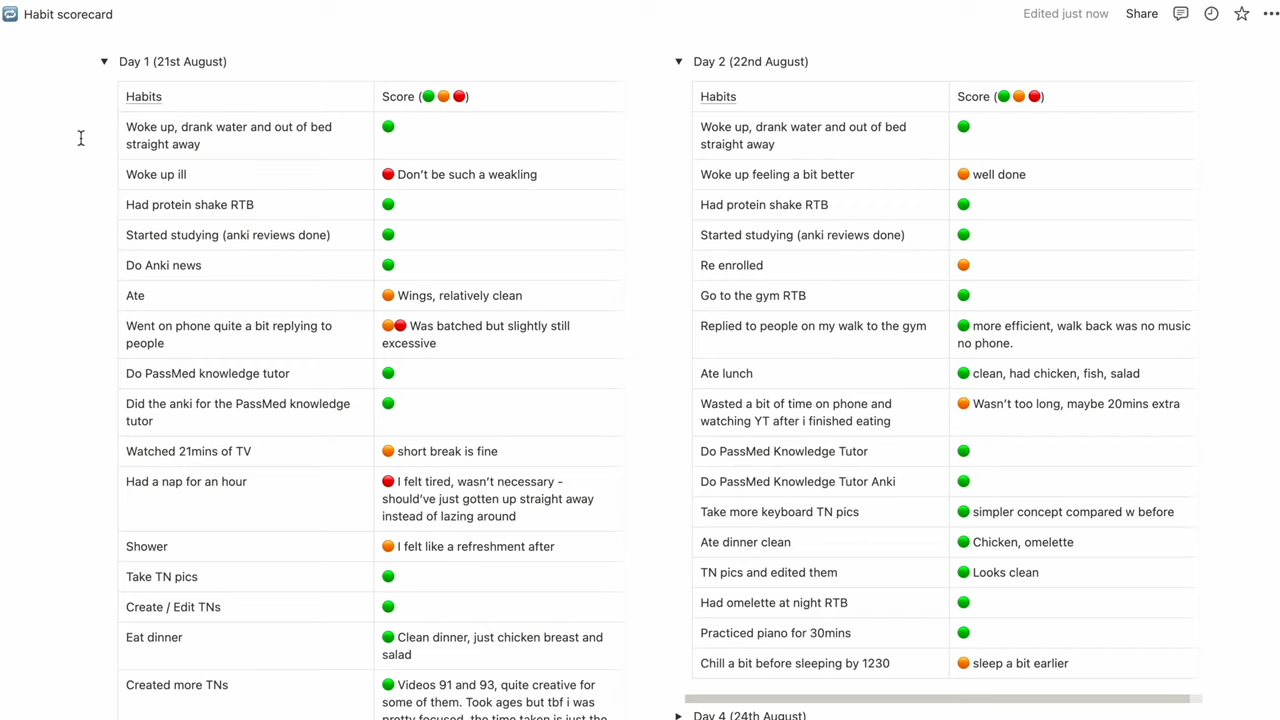 Habit scorecard
Edited just now
Share
Day 1 (21st August)
Habits
Score (🟢🟠🔴)
Woke up, drank water and out of bed
straight away
🟢
Woke up ill
🔴 Don't be such a weakling
Had protein shake RTB
🟢
Started studying (anki reviews done)
🟢
Do Anki news
🟢
Ate
🟠 Wings, relatively clean
Went on phone quite a bit replying to
people
🟠🔴 Was batched but slightly still
excessive
Do PassMed knowledge tutor
🟢
Did the anki for the PassMed knowledge
tutor
🟢
Watched 21mins of TV
🟠 short break is fine
Had a nap for an hour
🔴 I felt tired, wasn't necessary -
should've just gotten up straight away
instead of lazing around
Shower
🟠 I felt like a refreshment after
Take TN pics
🟢
Create / Edit TNs
🟢
Eat dinner
🟢 Clean dinner, just chicken breast and
salad
Created more TNs
🟢 Videos 91 and 93, quite creative for
some of them. Took ages but tbf i was
pretty focused, the time taken is just the
Day 2 (22nd August)
Habits
Score (🟢🟠🔴)
Woke up, drank water and out of bed
straight away
🟢
Woke up feeling a bit better
🟠 well done
Had protein shake RTB
🟢
Started studying (anki reviews done)
🟢
Re enrolled
🟠
Go to the gym RTB
🟢
Replied to people on my walk to the gym
🟢 more efficient, walk back was no music
no phone.
Ate lunch
🟢 clean, had chicken, fish, salad
Wasted a bit of time on phone and
watching YT after i finished eating
🟠 Wasn't too long, maybe 20mins extra
Do PassMed Knowledge Tutor
🟢
Do PassMed Knowledge Tutor Anki
🟢
Take more keyboard TN pics
🟢 simpler concept compared w before
Ate dinner clean
🟢 Chicken, omelette
TN pics and edited them
🟢 Looks clean
Had omelette at night RTB
🟢
Practiced piano for 30mins
🟢
Chill a bit before sleeping by 1230
🟠 sleep a bit earlier
Day 4 (24th August)